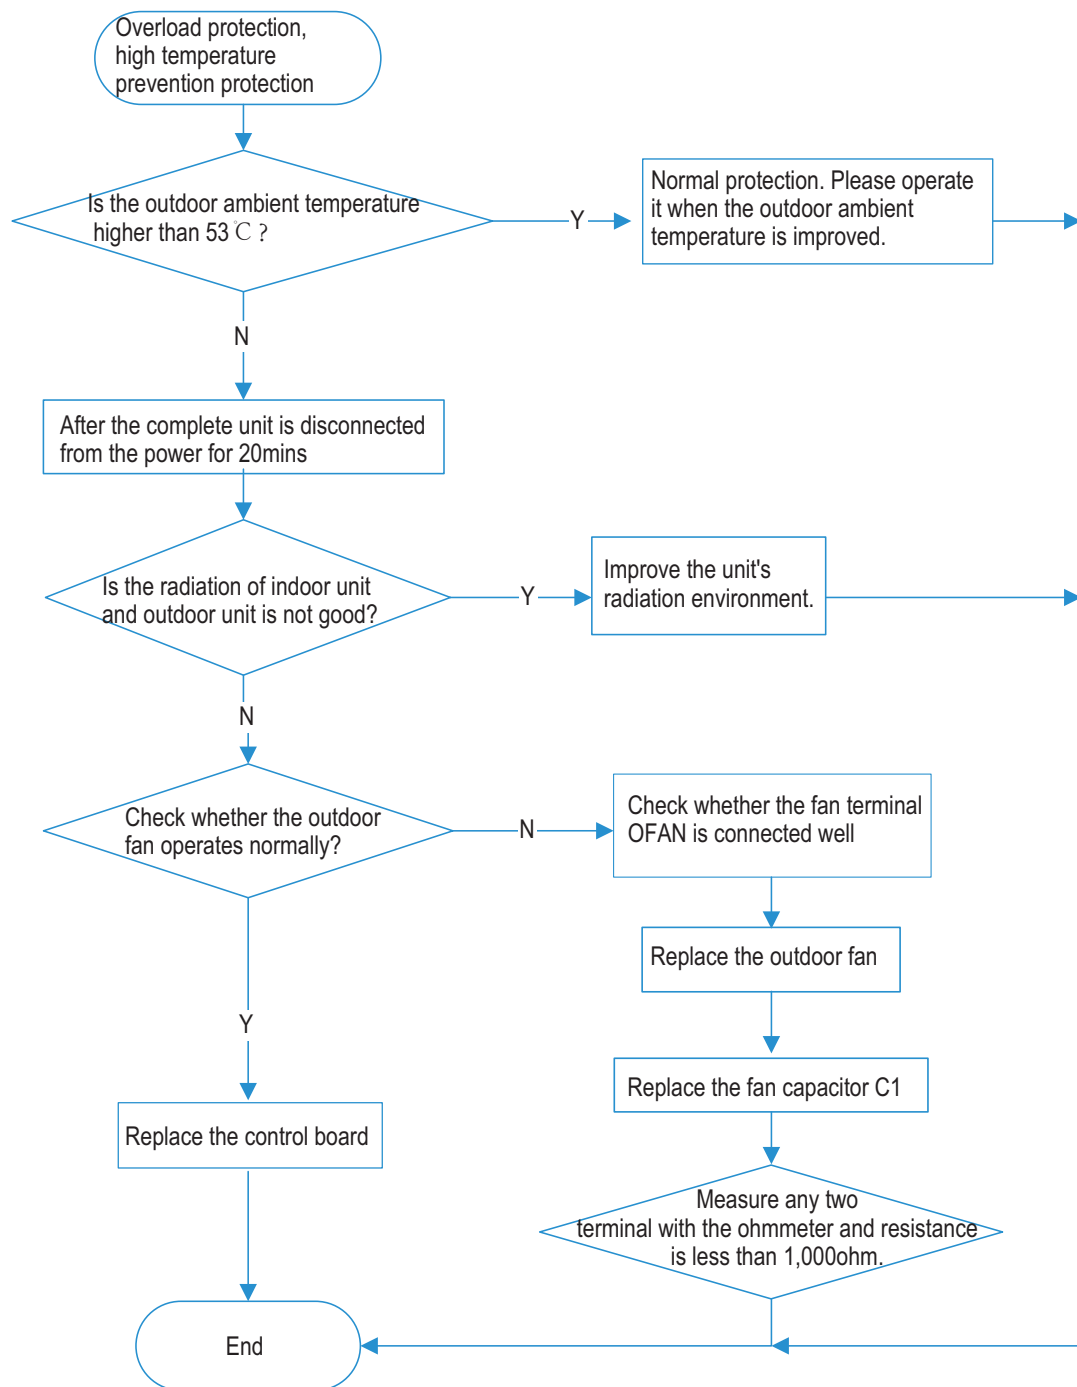 Overload protection,
high temperature
prevention protection
Is the outdoor ambient temperature
higher than 53℃ ?
Y
Normal protection. Please operate
it when the outdoor ambient
temperature is improved.
N
After the complete unit is disconnected
from the power for 20mins
Is the radiation of indoor unit
and outdoor unit is not good?
Y
Improve the unit's
radiation environment.
N
Check whether the outdoor
fan operates normally?
N
Check whether the fan terminal
OFAN is connected well
Replace the outdoor fan
Y
Replace the fan capacitor C1
Replace the control board
Measure any two
terminal with the ohmmeter and resistance
is less than 1,000ohm.
End